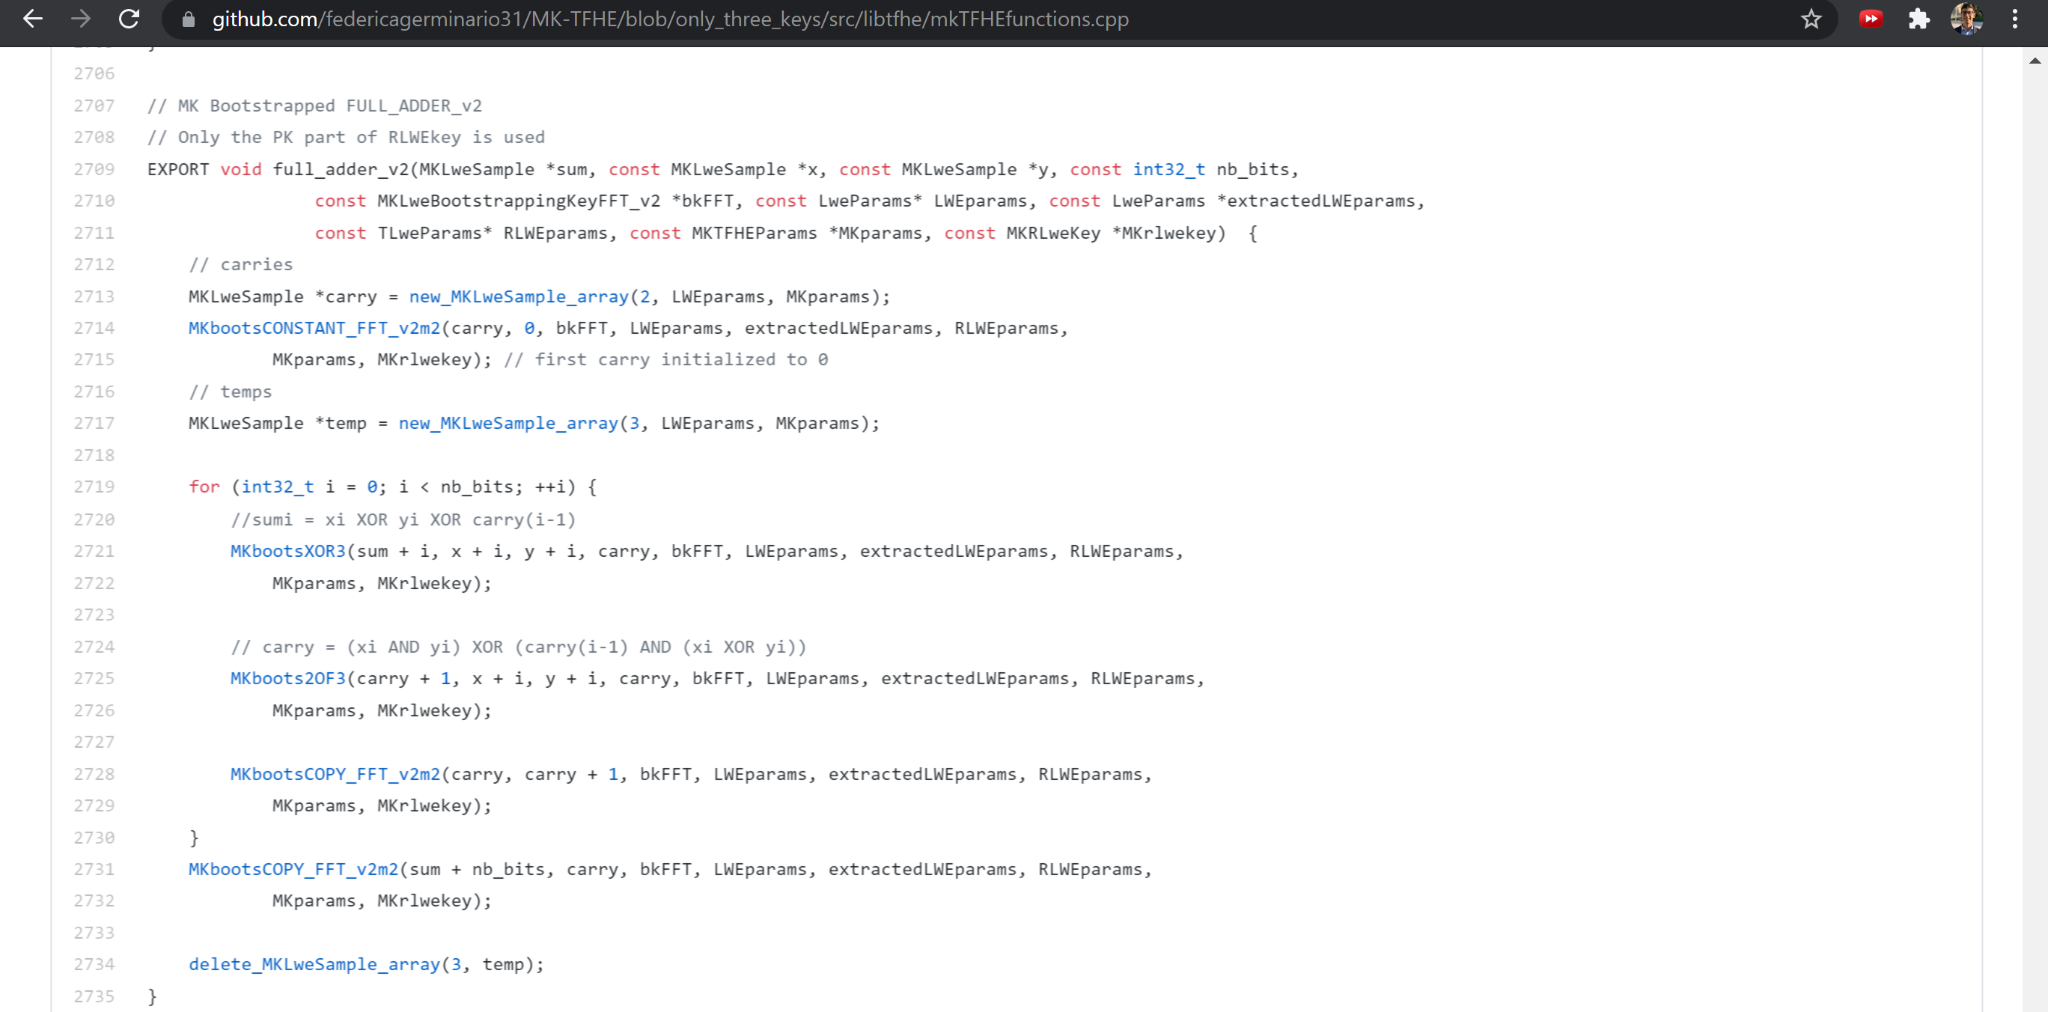 github.com/federicagerminario31/MK-TFHE/blob/only_three_keys/src/libtfhe/mkTFHEfunctions.cpp
2706
2707 // MK Bootstrapped FULL_ADDER_v2
2708 // Only the PK part of RLWEkey is used
2709 EXPORT void full_adder_v2(MKLweSample *sum, const MKLweSample *x, const MKLweSample *y, const int32_t nb_bits,
2710 const MKLweBootstrappingKeyFFT_v2 *bkFFT, const LweParams* LWEparams, const LweParams *extractedLWEparams,
2711 const TLweParams* RLWEparams, const MKTFHEParams *MKparams, const MKRLweKey *MKrlwekey)  {
2712 // carries
2713 MKLweSample *carry = new_MKLweSample_array(2, LWEparams, MKparams);
2714 MKbootsCONSTANT_FFT_v2m2(carry, 0, bkFFT, LWEparams, extractedLWEparams, RLWEparams,
2715 MKparams, MKrlwekey); // first carry initialized to 0
2716 // temps
2717 MKLweSample *temp = new_MKLweSample_array(3, LWEparams, MKparams);
2718
2719 for (int32_t i = 0; i < nb_bits; ++i) {
2720 //sumi = xi XOR yi XOR carry(i-1)
2721 MKbootsXOR3(sum + i, x + i, y + i, carry, bkFFT, LWEparams, extractedLWEparams, RLWEparams,
2722 MKparams, MKrlwekey);
2723
2724 // carry = (xi AND yi) XOR (carry(i-1) AND (xi XOR yi))
2725 MKboots2OF3(carry + 1, x + i, y + i, carry, bkFFT, LWEparams, extractedLWEparams, RLWEparams,
2726 MKparams, MKrlwekey);
2727
2728 MKbootsCOPY_FFT_v2m2(carry, carry + 1, bkFFT, LWEparams, extractedLWEparams, RLWEparams,
2729 MKparams, MKrlwekey);
2730 }
2731 MKbootsCOPY_FFT_v2m2(sum + nb_bits, carry, bkFFT, LWEparams, extractedLWEparams, RLWEparams,
2732 MKparams, MKrlwekey);
2733
2734 delete_MKLweSample_array(3, temp);
2735 }